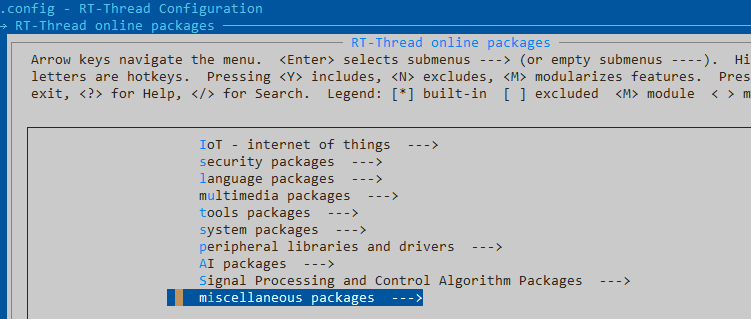 .config - RT-Thread Configuration
→ RT-Thread online packages
RT-Thread online packages
Arrow keys navigate the menu.  <Enter> selects submenus ---> (or empty submenus ----).  Hi
letters are hotkeys.  Pressing <Y> includes, <N> excludes, <M> modularizes features.  Pres
exit, <?> for Help, </> for Search.  Legend: [*] built-in  [ ] excluded  <M> module  < > m
IoT - internet of things  --->
security packages  --->
language packages  --->
multimedia packages  --->
tools packages  --->
system packages  --->
peripheral libraries and drivers  --->
AI packages  --->
Signal Processing and Control Algorithm Packages  --->
miscellaneous packages  --->